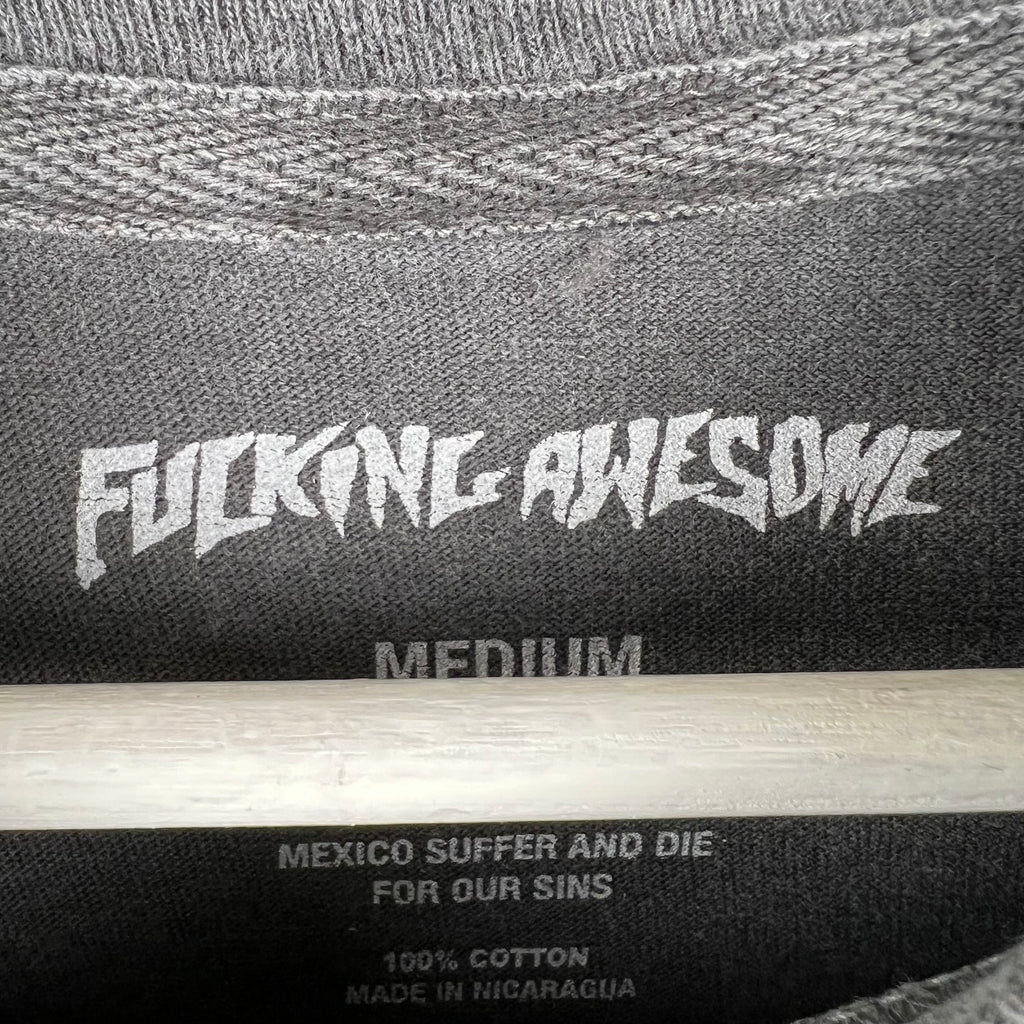 FUCKING AWESOME
MEDIUM
MEXICO SUFFER AND DIE
FOR OUR SINS
100% COTTON
MADE IN NICARAGUA